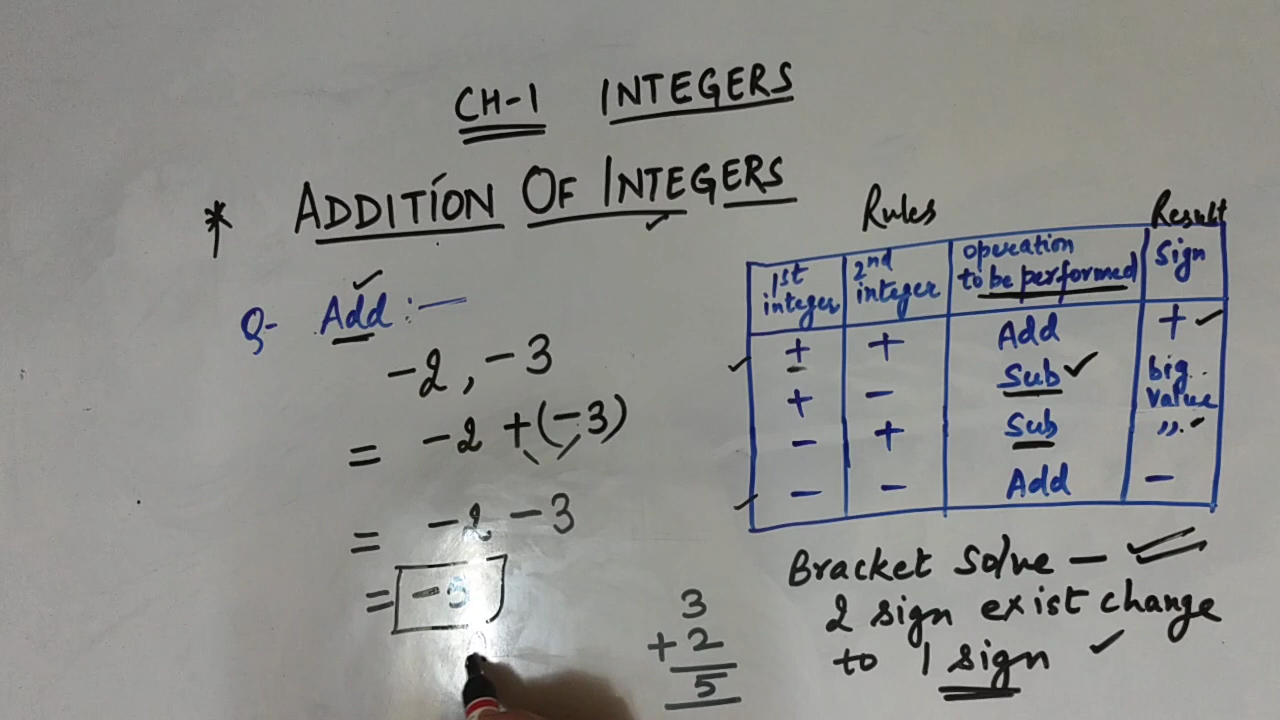 CH-1 INTEGERS
* ADDITION OF INTEGERS
Q- Add :-
-2, -3
= -2 + (-3)
= -2 -3
= -5
3
+ 2
5
Rules
Result
1st integer 2nd integer operation to be performed Sign
+ + Add +
+ - Sub big value
- + Sub ,,
- - Add -
Bracket Solve -
2 sign exist change
to 1 sign